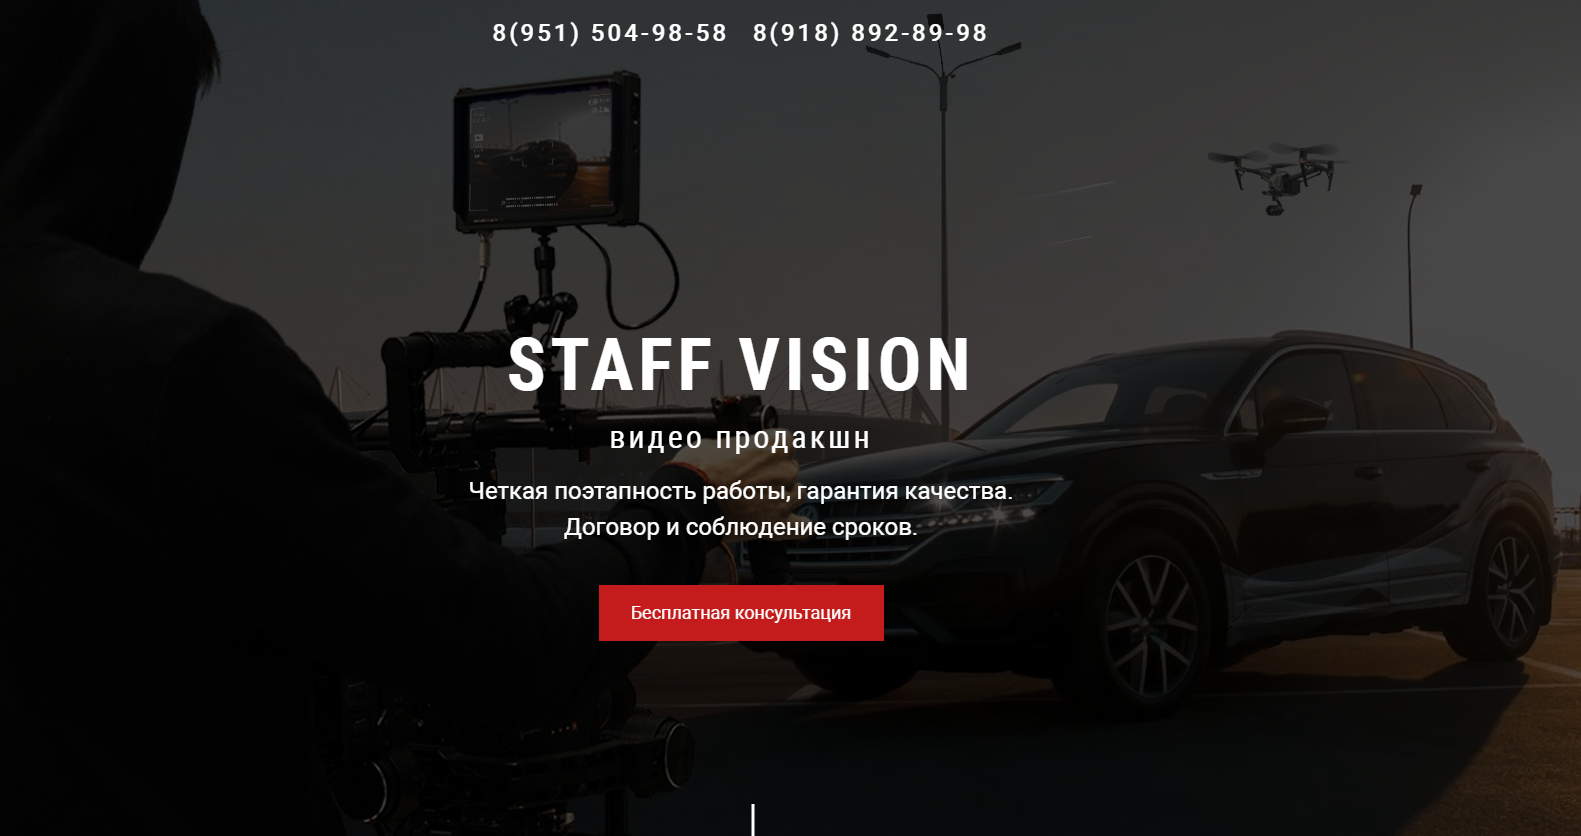 8(951) 504-98-58 8(918) 892-89-98
STAFF VISION
видео продакшн
Четкая поэтапность работы, гарантия качества.
Договор и соблюдение сроков.
Бесплатная консультация